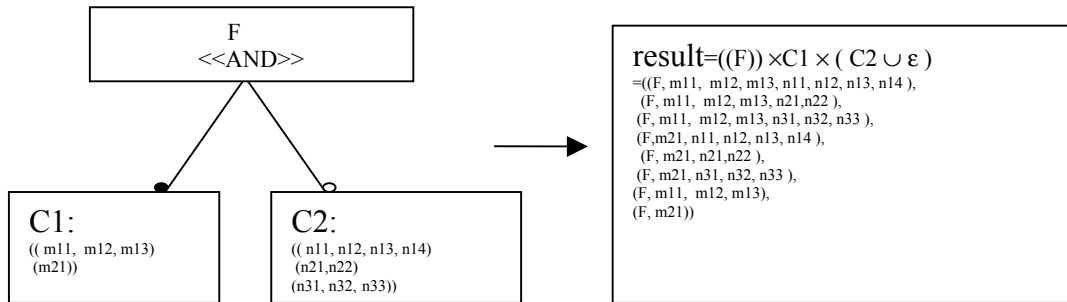 F
<<AND>>
C1:
(( m11, m12, m13)
(m21))
C2:
(( n11, n12, n13, n14)
(n21,n22)
(n31, n32, n33))
result=((F)) ×C1 × ( C2 ∪ ε )
=((F, m11, m12, m13, n11, n12, n13, n14 ),
(F, m11, m12, m13, n21,n22 ),
(F, m11, m12, m13, n31, n32, n33 ),
(F,m21, n11, n12, n13, n14 ),
(F, m21, n21,n22 ),
(F, m21, n31, n32, n33 ),
(F, m11, m12, m13),
(F, m21))